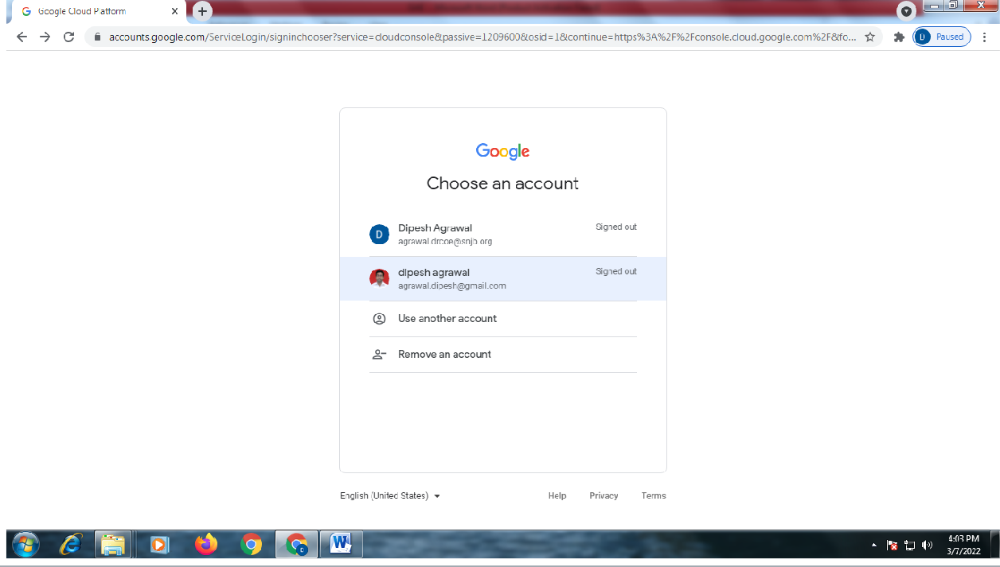 Google Cloud Platform
accounts.google.com/ServiceLogin/signinchooser?service=cloudconsole&passive=1209600&osid=1&continue=https%3A%2F%2Fconsole.cloud.google.com%2F&fo...
D
Paused
Google
Choose an account
D
Dipesh Agrawal
Signed out
agrawal.drcoe@snjb.org
dipesh agrawal
Signed out
agrawal.dipesh@gmail.com
Use another account
Remove an account
English (United States)
Help
Privacy
Terms
D
W
4:03 PM
3/7/2022